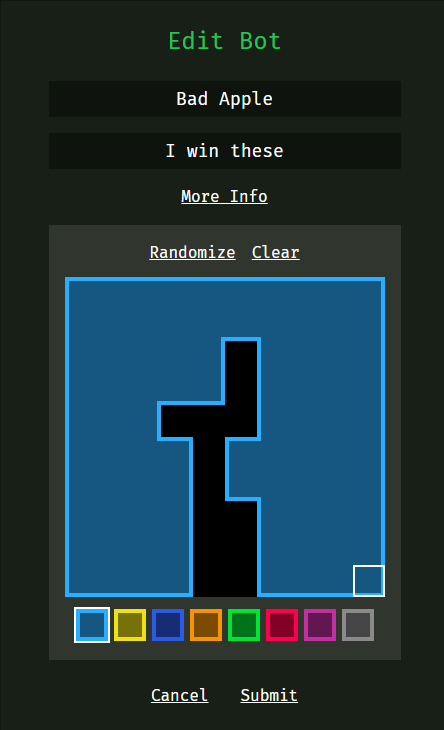 Edit Bot
Bad Apple
I win these
More Info
Randomize Clear
Cancel Submit